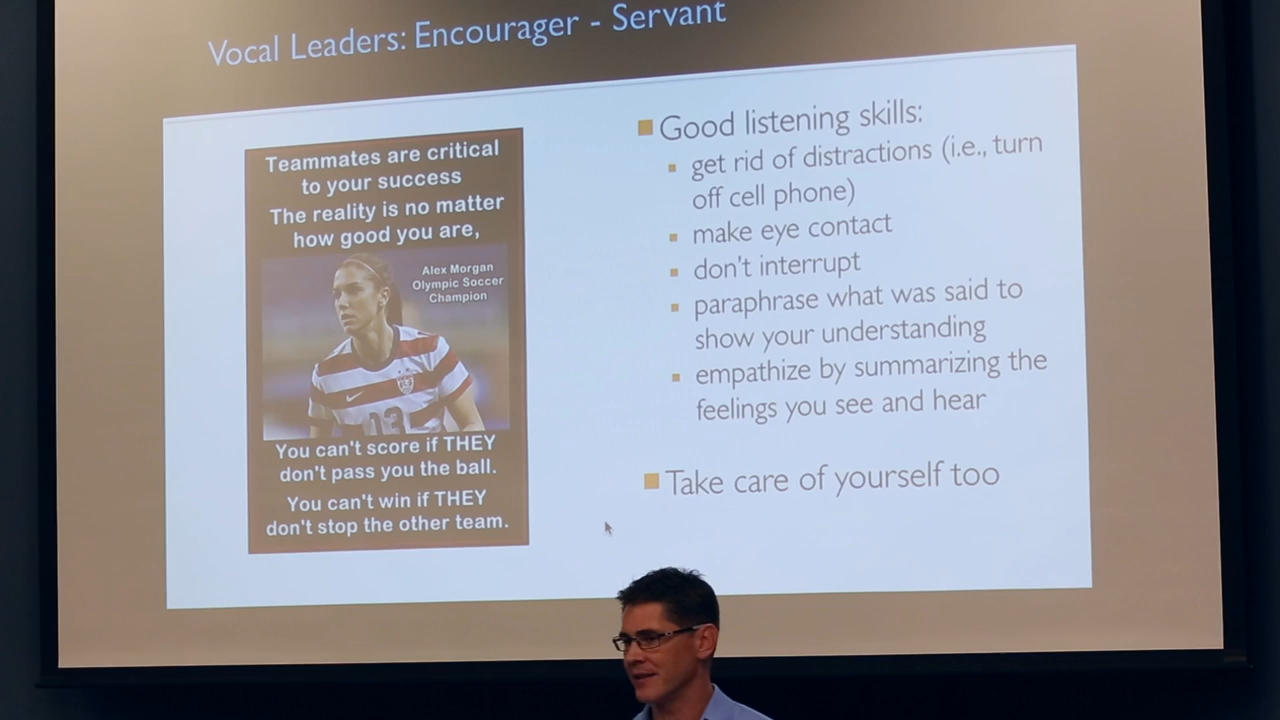 Vocal Leaders: Encourager - Servant
Teammates are critical
to your success
The reality is no matter
how good you are,
Alex Morgan
Olympic Soccer
Champion
13
You can't score if THEY
don't pass you the ball.
You can't win if THEY
don't stop the other team.
Good listening skills:
get rid of distractions (i.e., turn
off cell phone)
make eye contact
don't interrupt
paraphrase what was said to
show your understanding
empathize by summarizing the
feelings you see and hear
Take care of yourself too